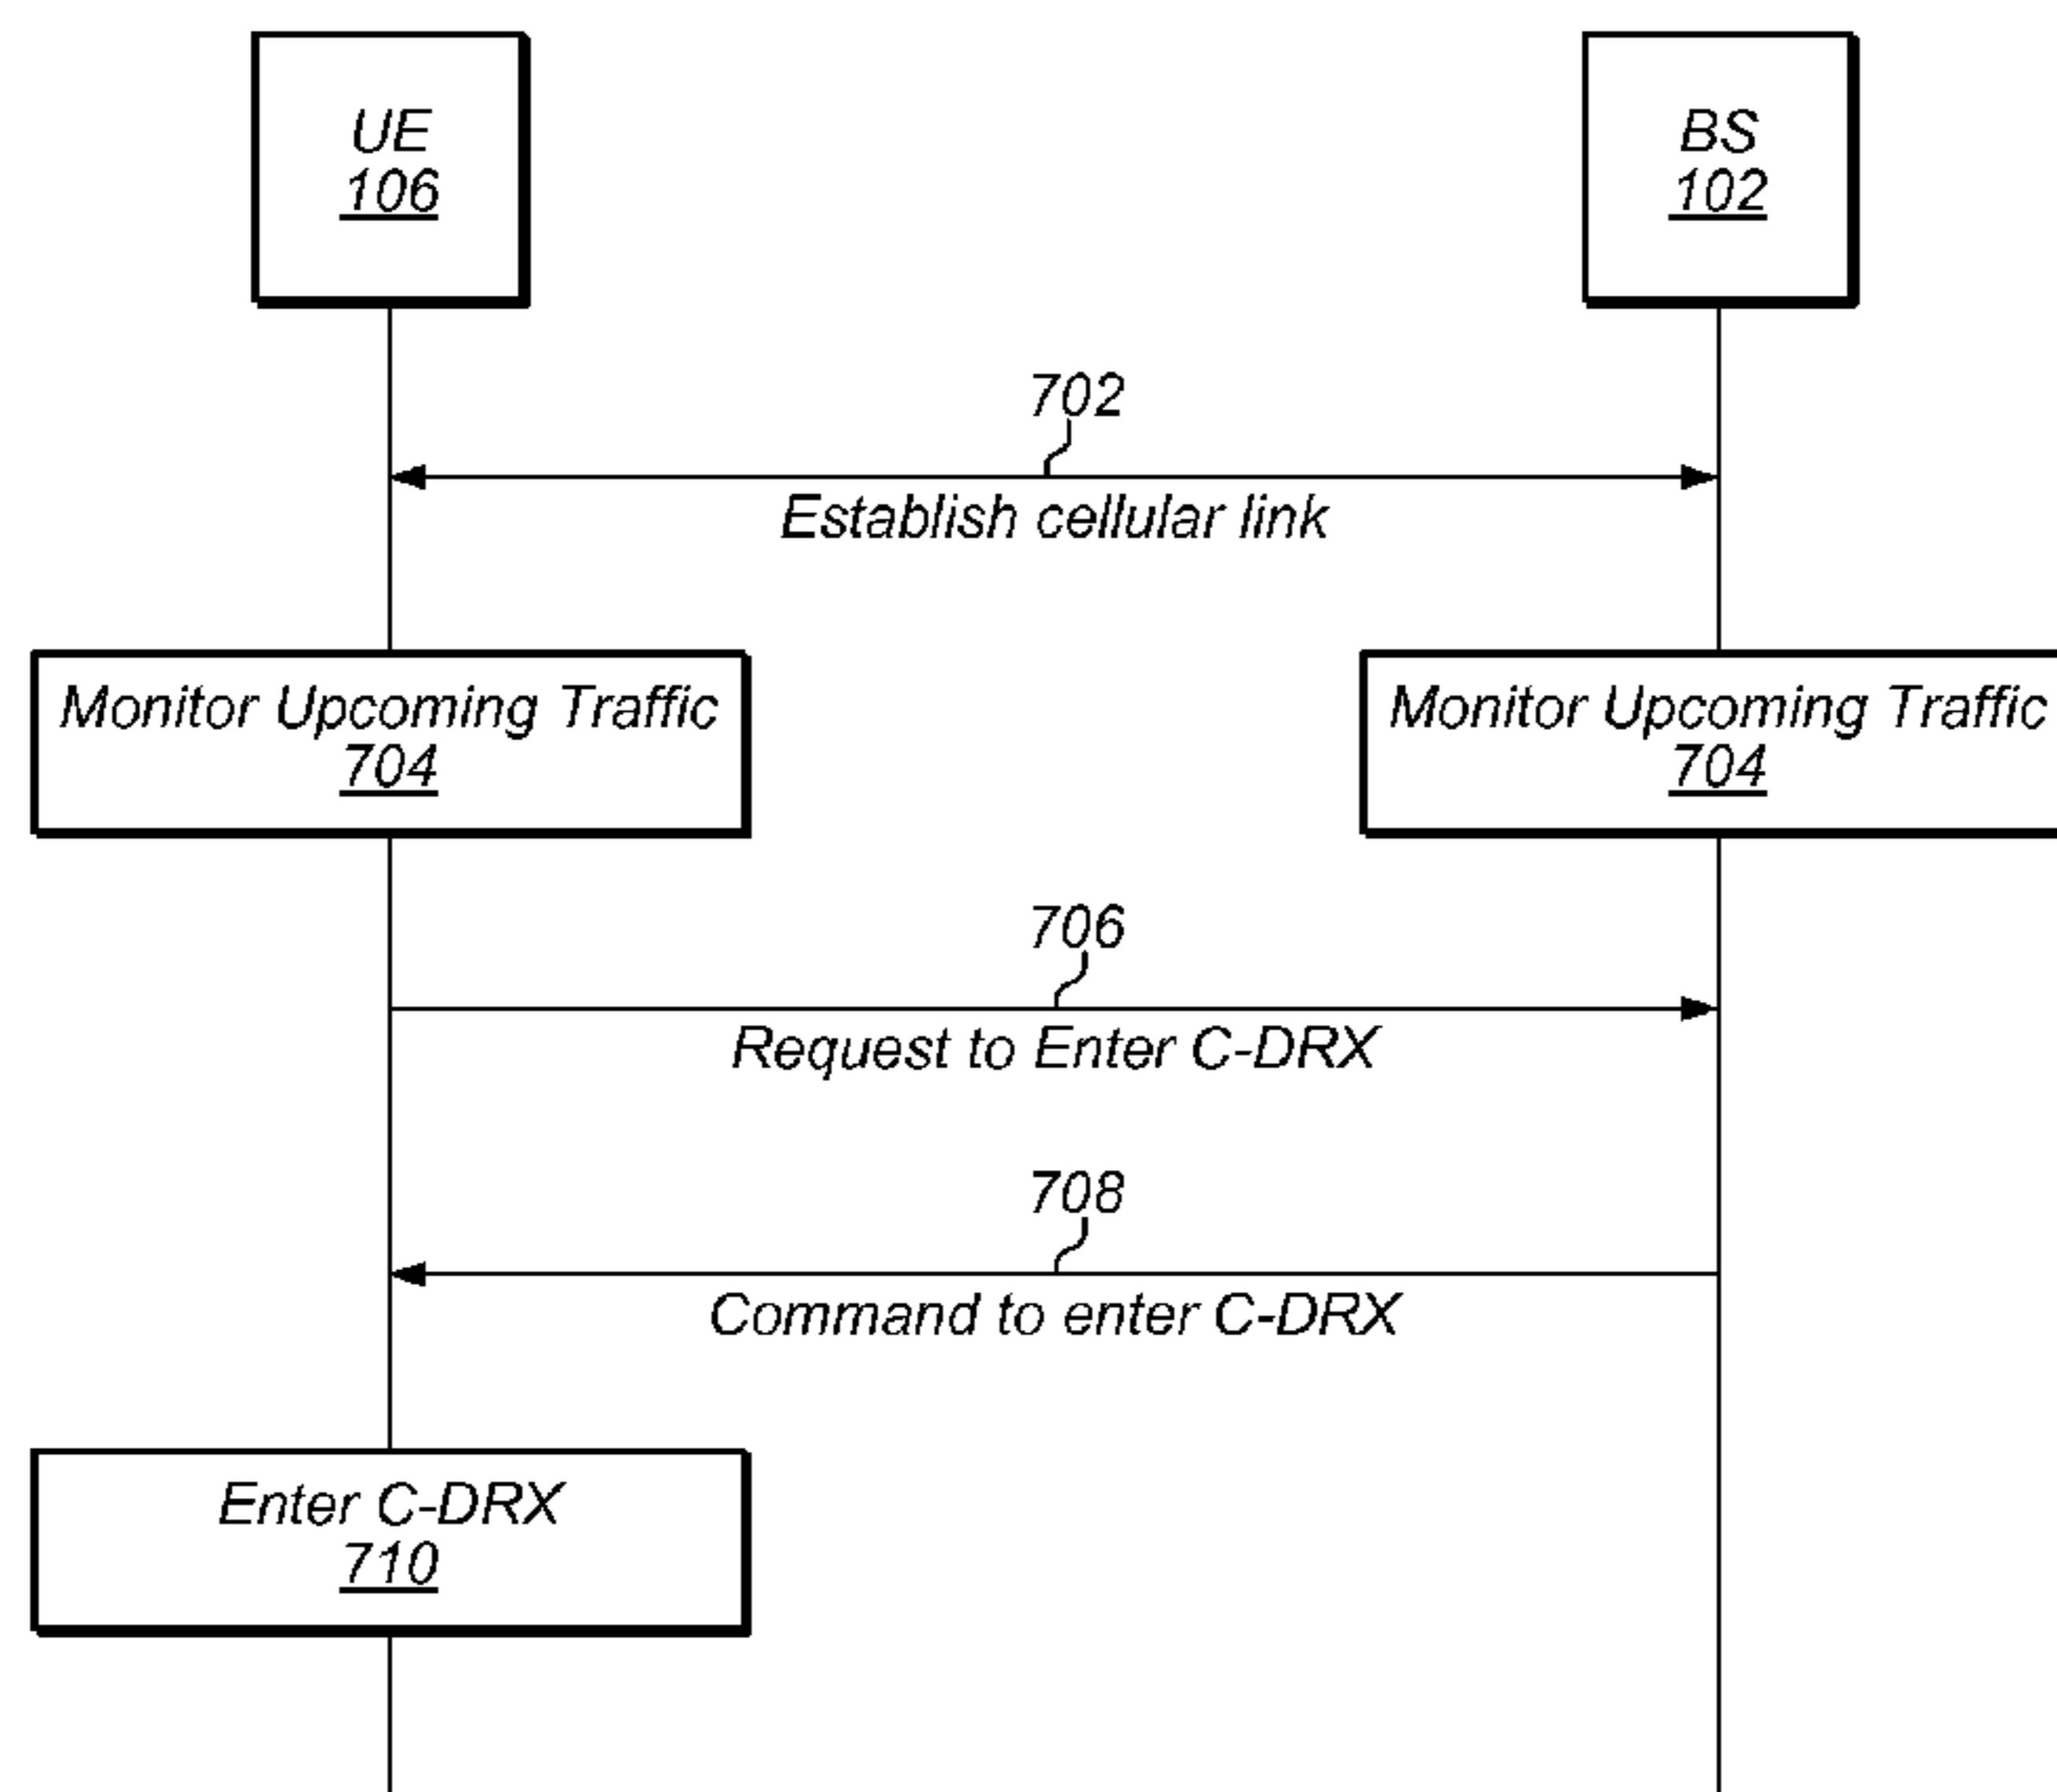 UE
106
BS
102
702
Establish cellular link
Monitor Upcoming Traffic
704
Monitor Upcoming Traffic
704
706
Request to Enter C-DRX
708
Command to enter C-DRX
Enter C-DRX
710